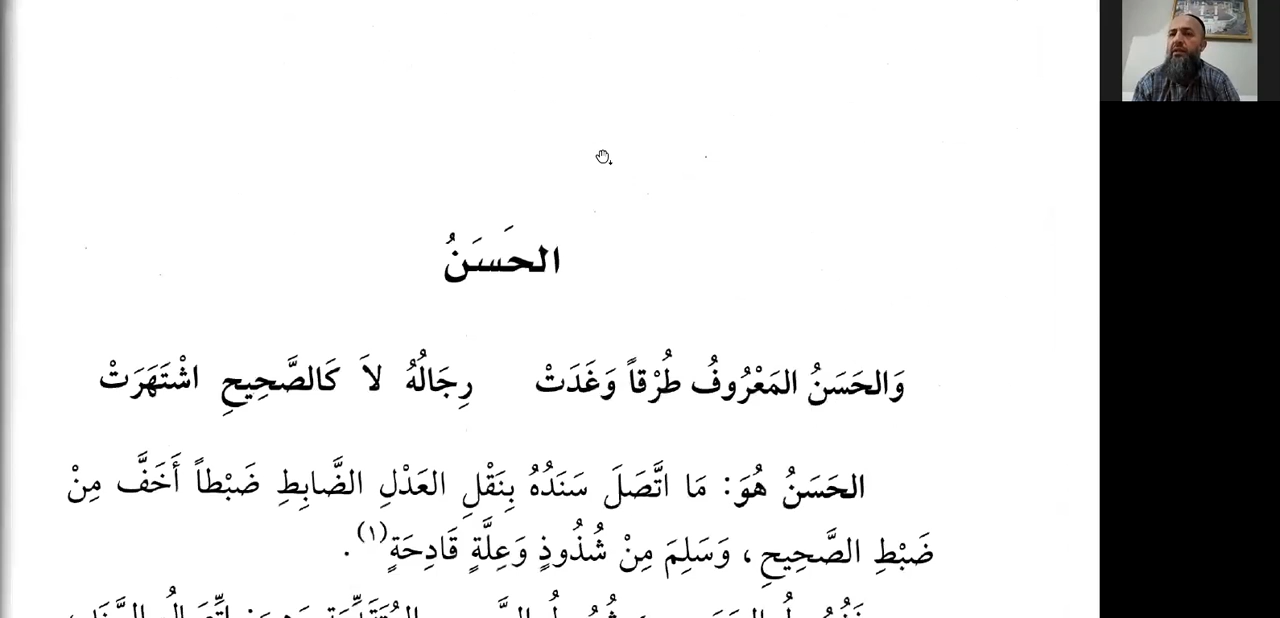 الحَسَنُ
وَالحَسَنُ المَعْرُوفُ طُرْقاً وَغَدَتْ رِجَالُهُ لاَ كَالصَّحِيحِ اشْتَهَرَتْ
الحَسَنُ هُوَ: مَا اتَّصَلَ سَنَدُهُ بِنَقْلِ العَدْلِ الضَّابِطِ ضَبْطاً أَخَفَّ مِنْ
ضَبْطِ الصَّحِيحِ، وَسَلِمَ مِنْ شُذُوذٍ وَعِلَّةٍ قَادِحَةٍ(١).